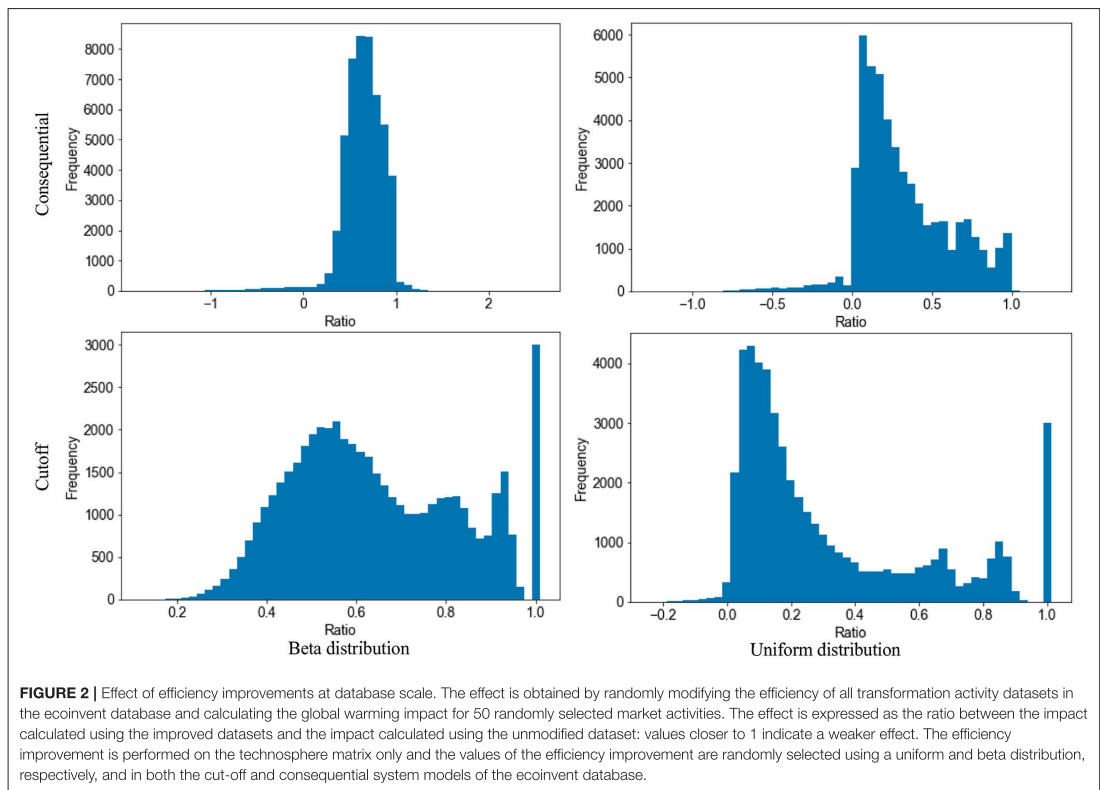 Consequential
Frequency
8000
7000
6000
5000
4000
3000
2000
1000
0
−1
0
1
2
Ratio
Frequency
6000
5000
4000
3000
2000
1000
0
−1.0
−0.5
0.0
0.5
1.0
Ratio
Cutoff
Frequency
3000
2500
2000
1500
1000
500
0
0.2
0.4
0.6
0.8
1.0
Ratio
Beta distribution
Frequency
4000
3000
2000
1000
0
−0.2
0.0
0.2
0.4
0.6
0.8
1.0
Ratio
Uniform distribution
FIGURE 2 | Effect of efficiency improvements at database scale. The effect is obtained by randomly modifying the efficiency of all transformation activity datasets in
the ecoinvent database and calculating the global warming impact for 50 randomly selected market activities. The effect is expressed as the ratio between the impact
calculated using the improved datasets and the impact calculated using the unmodified dataset: values closer to 1 indicate a weaker effect. The efficiency
improvement is performed on the technosphere matrix only and the values of the efficiency improvement are randomly selected using a uniform and beta distribution,
respectively, and in both the cut-off and consequential system models of the ecoinvent database.